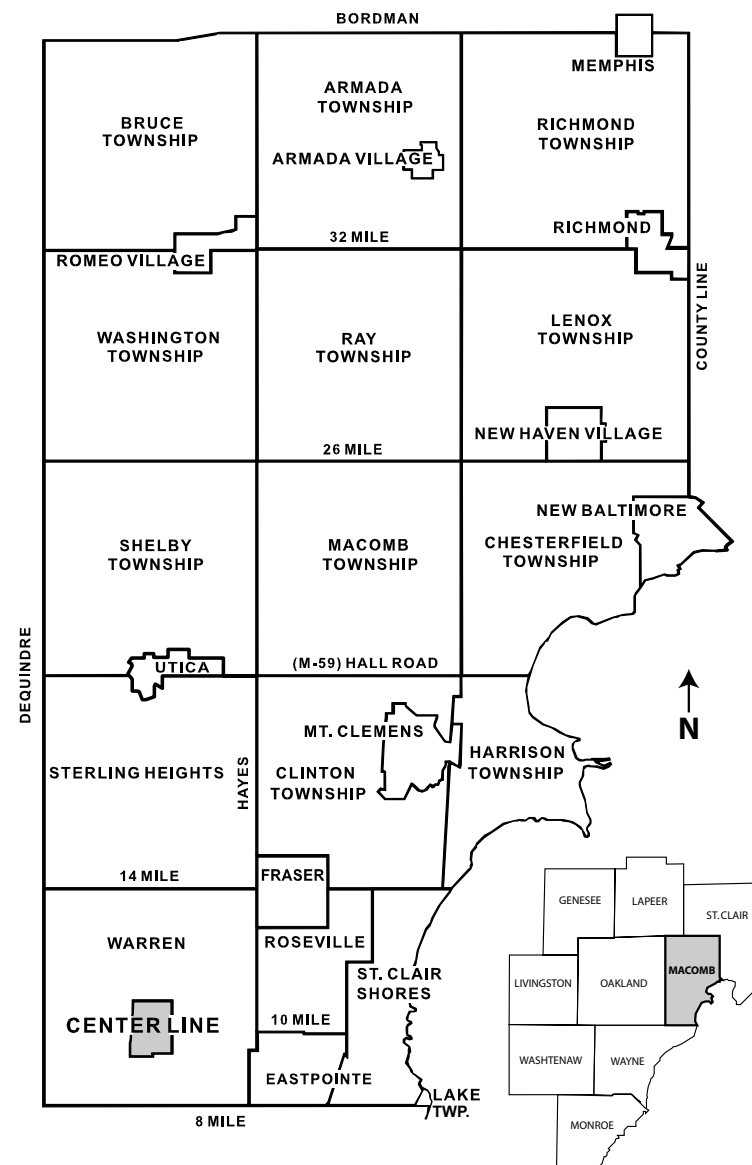 BORDMAN
MEMPHIS
ARMADA
TOWNSHIP
BRUCE
TOWNSHIP
RICHMOND
TOWNSHIP
ARMADA VILLAGE
RICHMOND
32 MILE
ROMEO VILLAGE
COUNTY LINE
WASHINGTON
TOWNSHIP
RAY
TOWNSHIP
LENOX
TOWNSHIP
NEW HAVEN VILLAGE
26 MILE
NEW BALTIMORE
SHELBY
TOWNSHIP
MACOMB
TOWNSHIP
CHESTERFIELD
TOWNSHIP
DEQUINDRE
UTICA
(M-59) HALL ROAD
N
MT. CLEMENS
HARRISON
TOWNSHIP
STERLING HEIGHTS
HAYES
CLINTON
TOWNSHIP
14 MILE
FRASER
WARREN
ROSEVILLE
ST. CLAIR
SHORES
CENTER LINE
10 MILE
EASTPOINTE
LAKE
TWP.
8 MILE
GENESEE
LAPEER
ST. CLAIR
LIVINGSTON
OAKLAND
MACOMB
WASHTENAW
WAYNE
MONROE